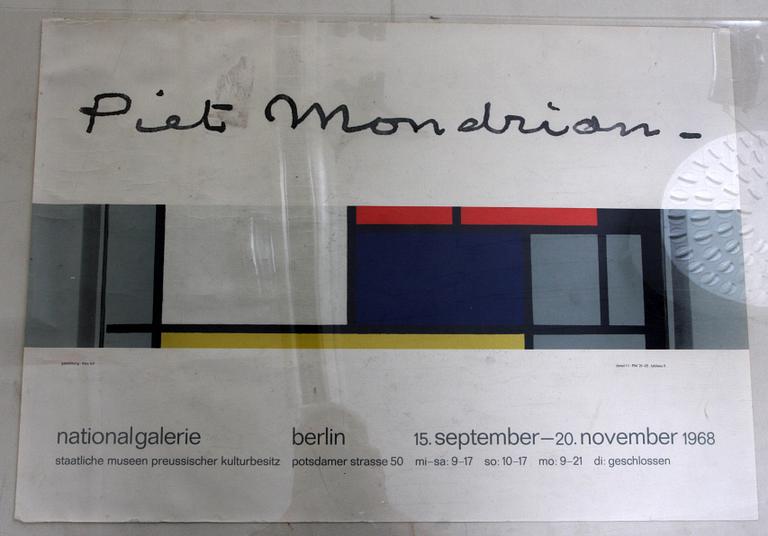 Piet Mondrian
nationalgalerie berlin 15. september–20. november 1968
staatliche museen preussischer kulturbesitz potsdamer strasse 50 mi–sa: 9–17 so: 10–17 mo: 9–21 di: geschlossen